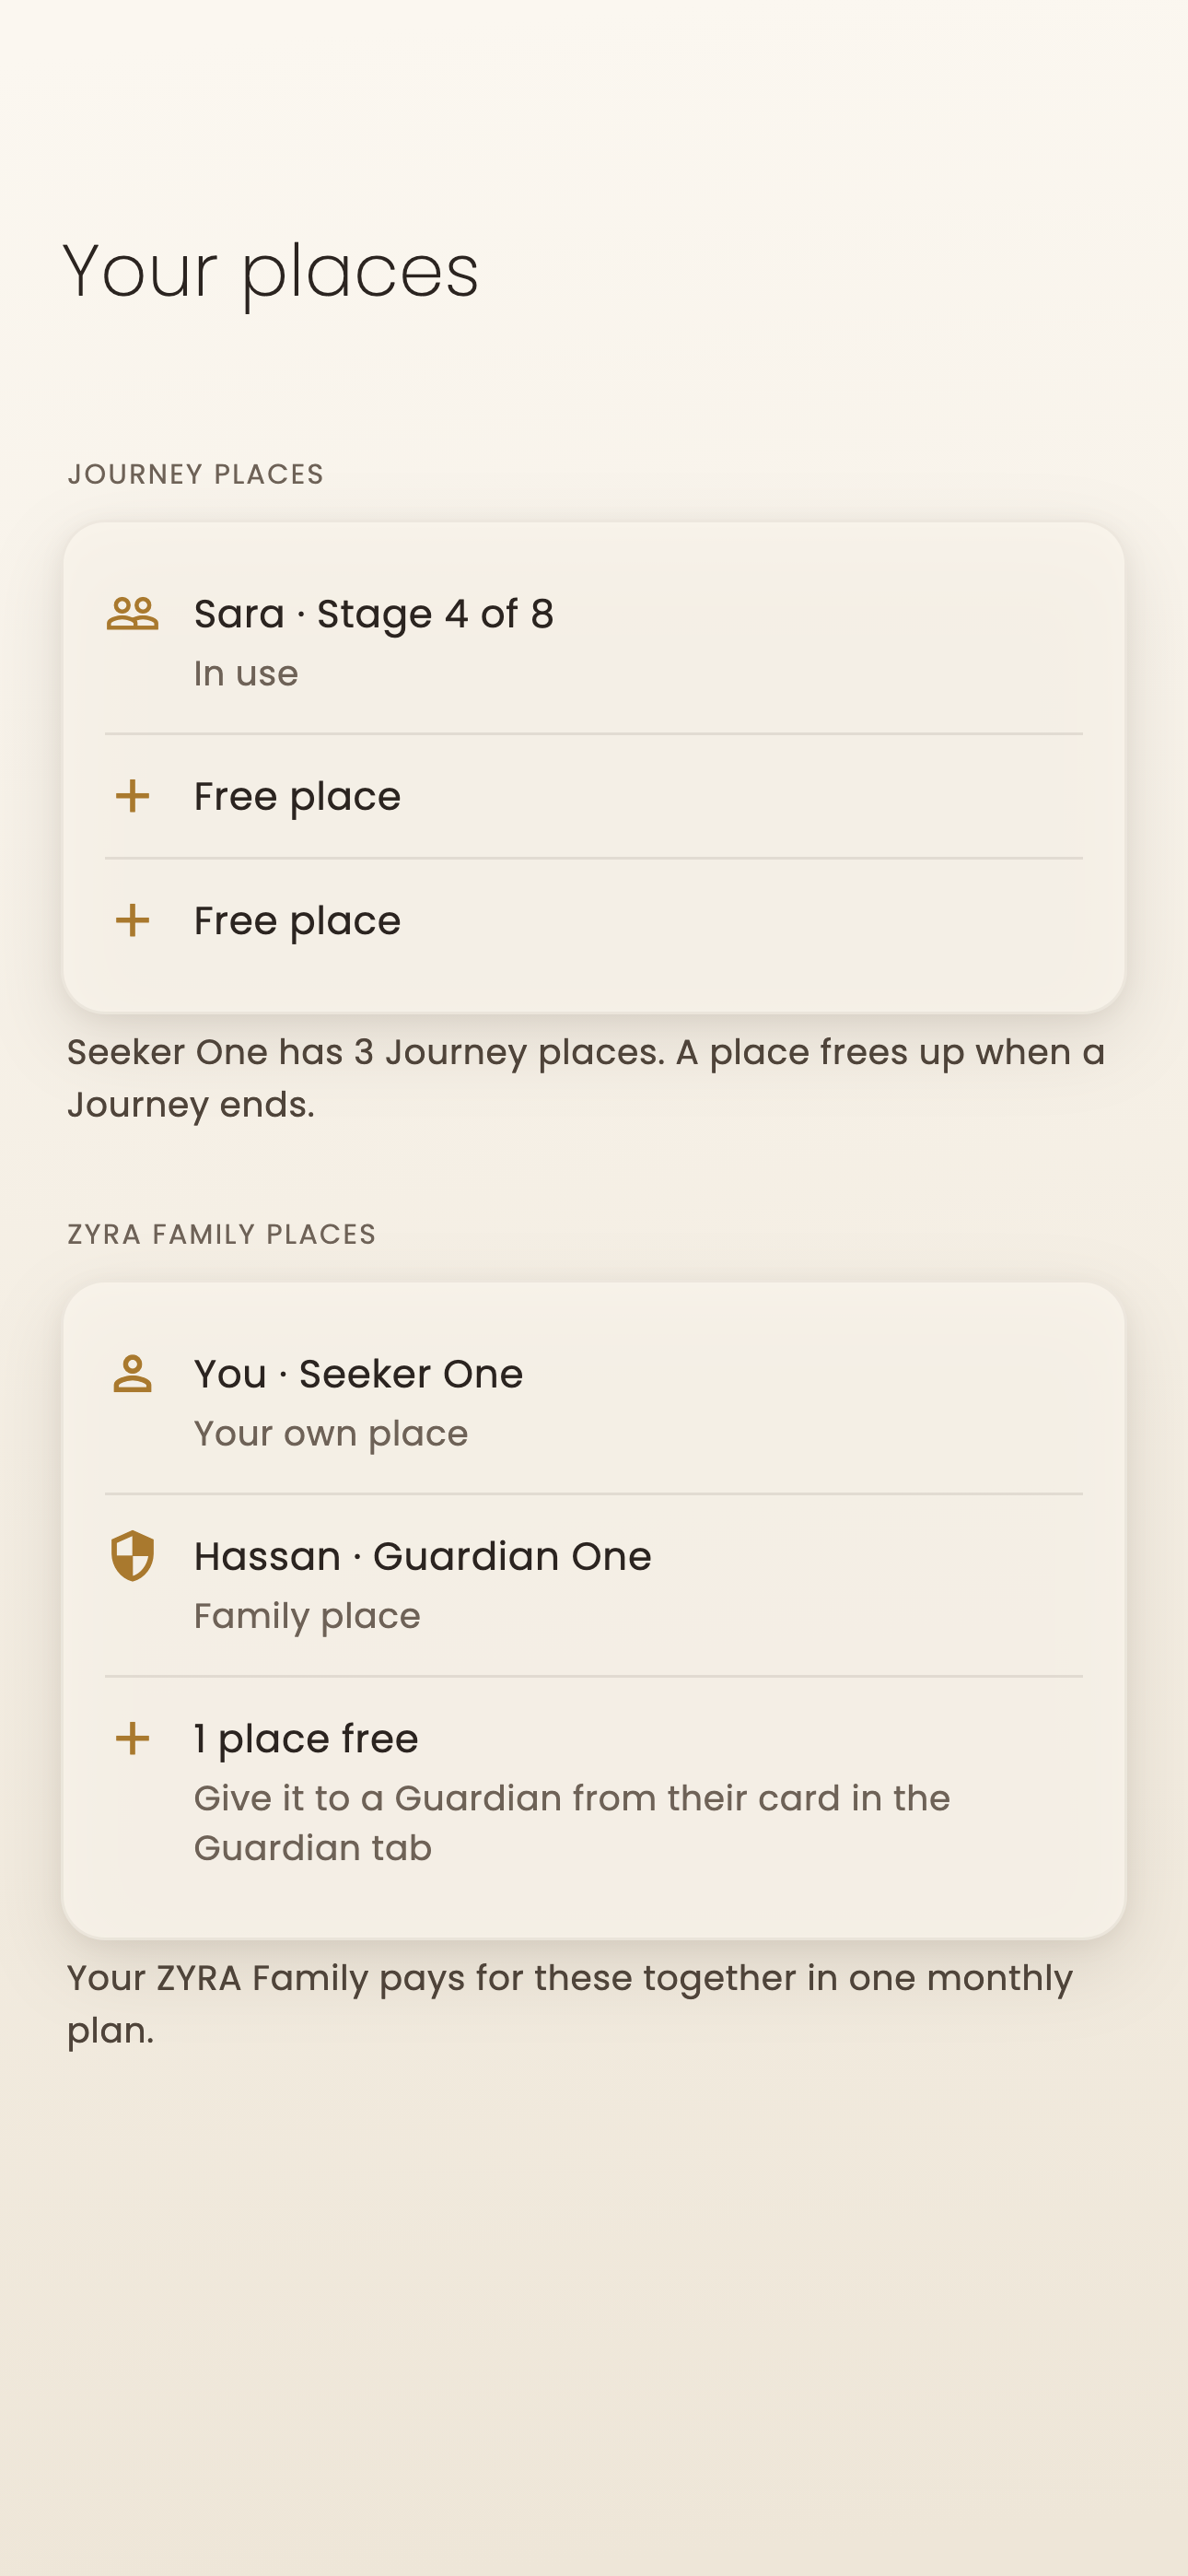 Your places
JOURNEY PLACES
Sara · Stage 4 of 8
In use
Free place
Free place
Seeker One has 3 Journey places. A place frees up when a
Journey ends.
ZYRA FAMILY PLACES
You · Seeker One
Your own place
Hassan · Guardian One
Family place
1 place free
Give it to a Guardian from their card in the
Guardian tab
Your ZYRA Family pays for these together in one monthly
plan.